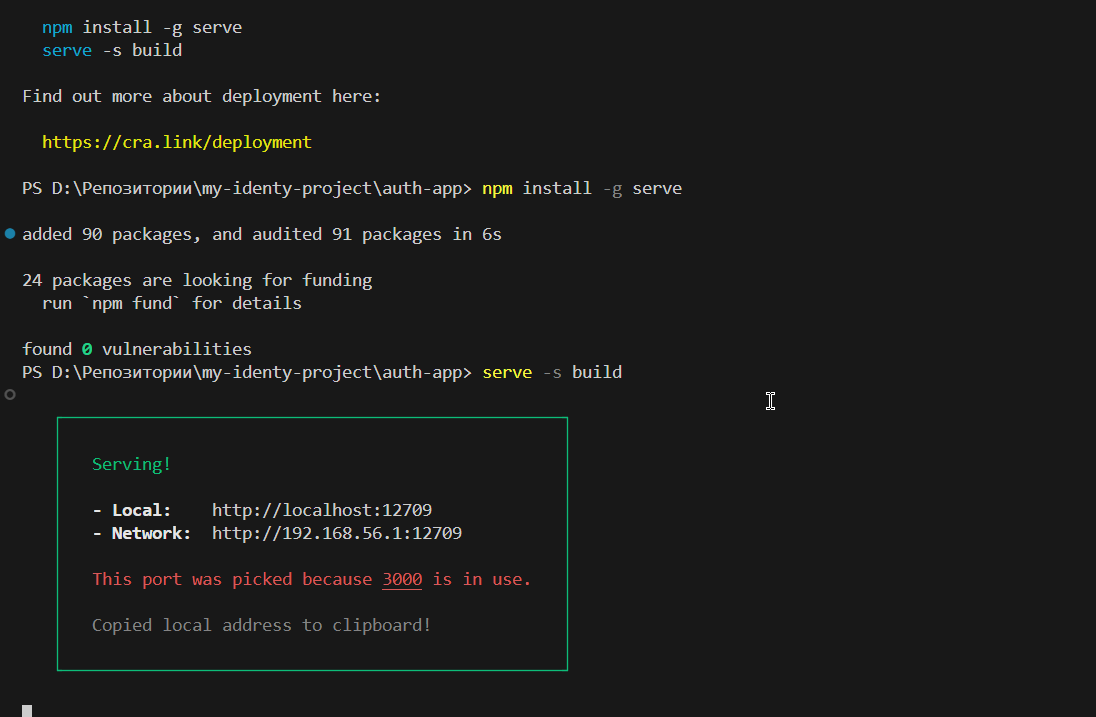 npm install -g serve
serve -s build
Find out more about deployment here:
https://cra.link/deployment
PS D:\Репозитории\my-identy-project\auth-app> npm install -g serve
added 90 packages, and audited 91 packages in 6s
24 packages are looking for funding
run `npm fund` for details
found 0 vulnerabilities
PS D:\Репозитории\my-identy-project\auth-app> serve -s build
Serving!
- Local: http://localhost:12709
- Network: http://192.168.56.1:12709
This port was picked because 3000 is in use.
Copied local address to clipboard!